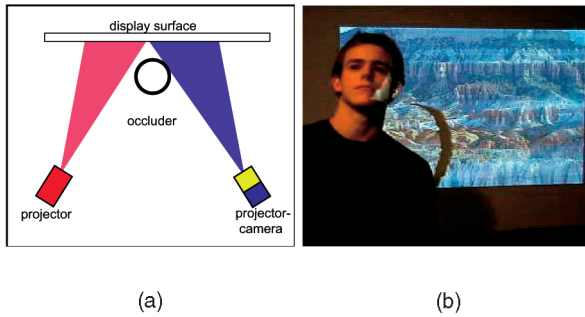 display surface
occluder
projector
projector-
camera
(a)
(b)